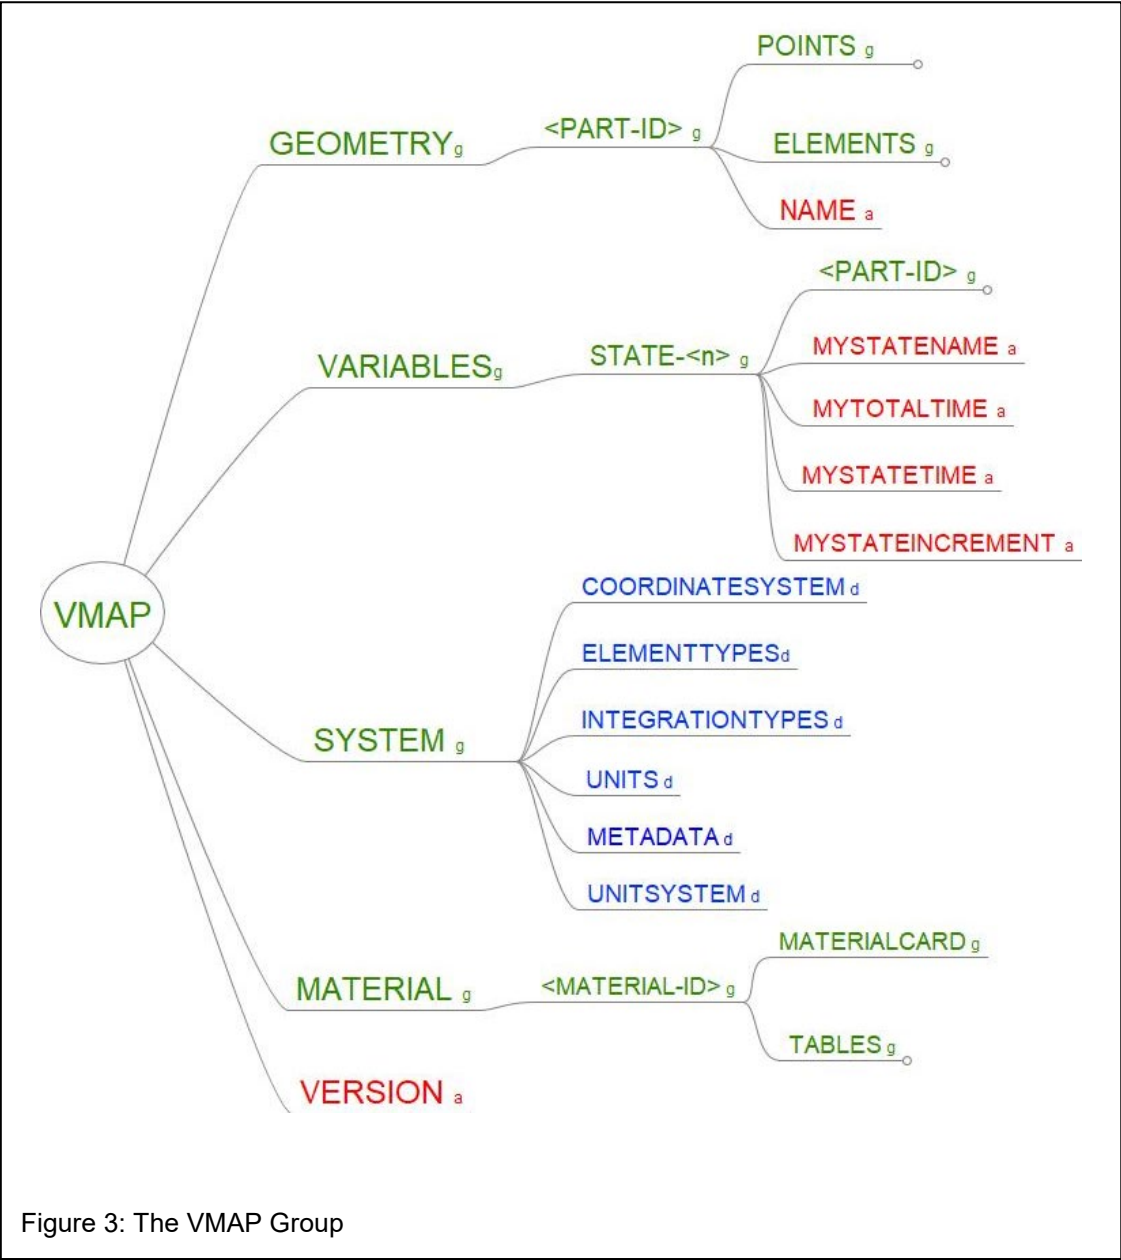 POINTS g
<PART-ID> g
GEOMETRY g
ELEMENTS g
NAME a
<PART-ID> g
MYSTATENAME a
STATE-<n> g
VARIABLES g
MYTOTALTIME a
MYSTATETIME a
MYSTATEINCREMENT a
COORDINATESYSTEM d
VMAP
ELEMENTTYPES d
INTEGRATIONTYPES d
SYSTEM g
UNITS d
METADATA d
UNITSYSTEM d
MATERIALCARD g
MATERIAL g
<MATERIAL-ID> g
TABLES g
VERSION a
Figure 3: The VMAP Group